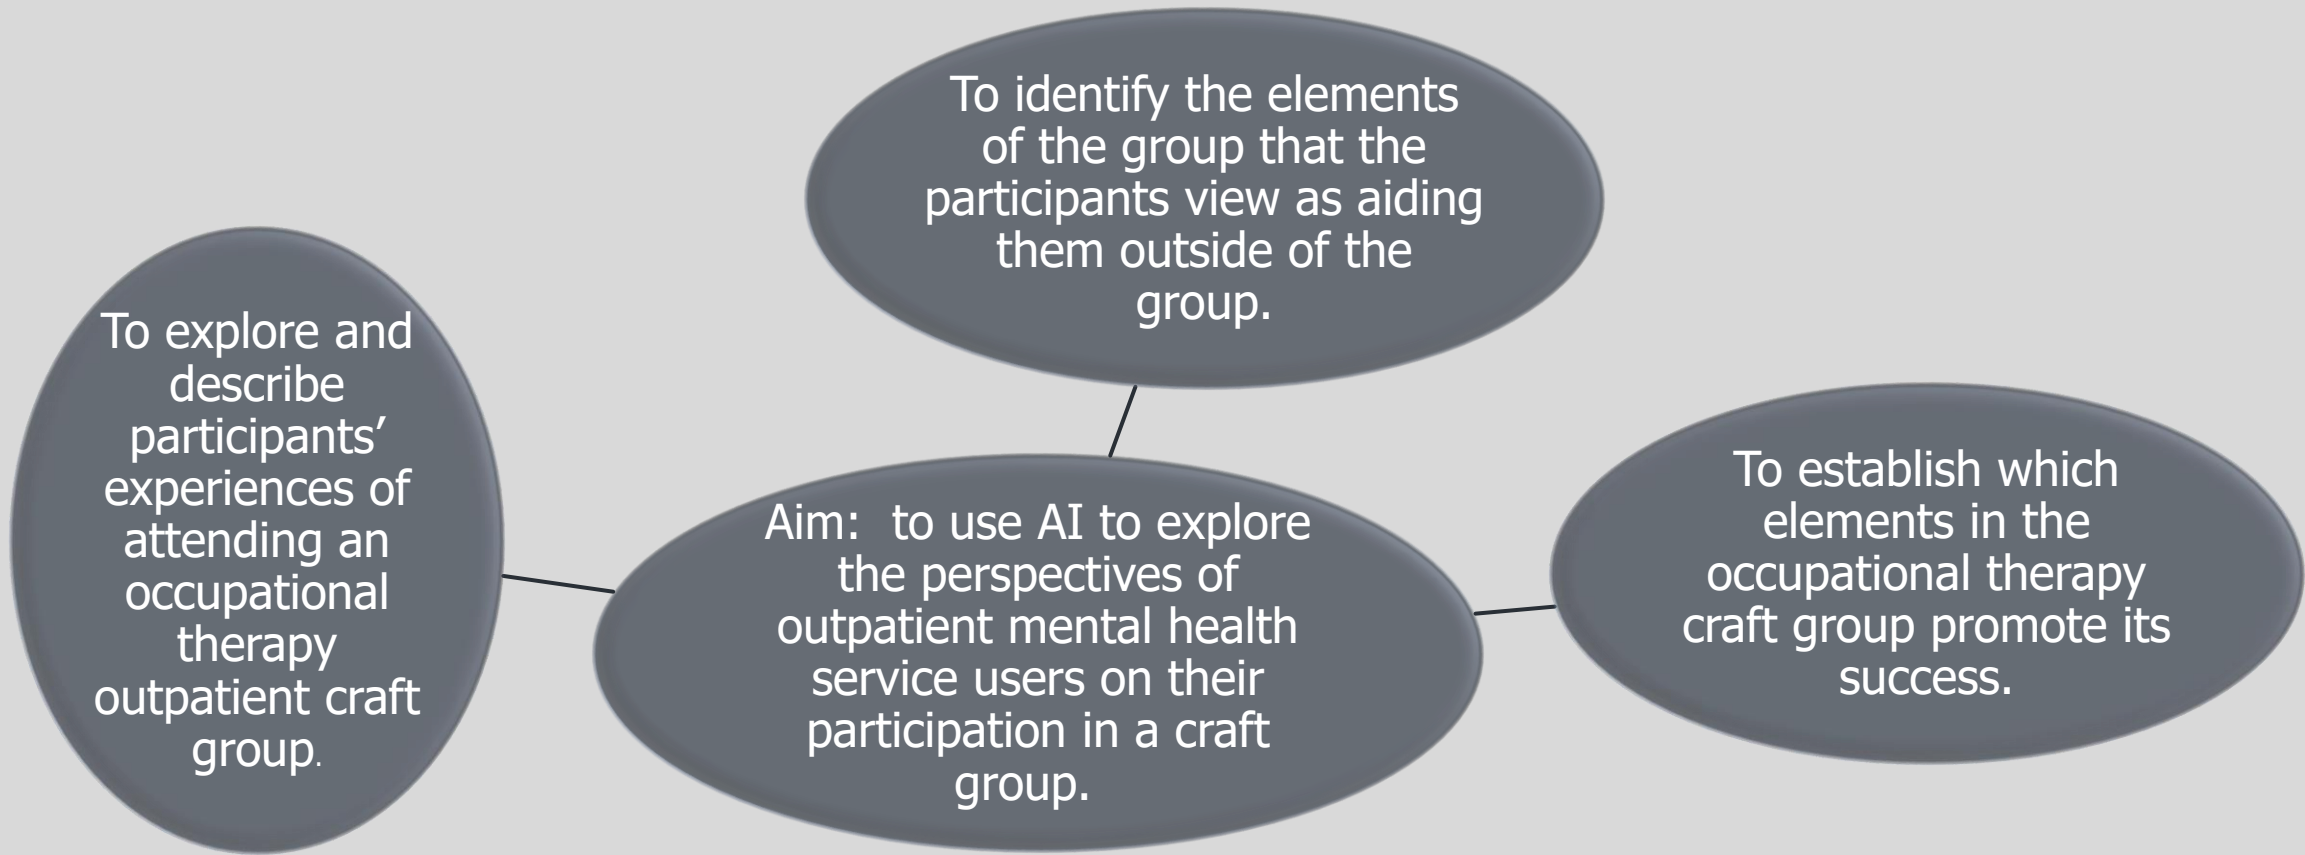 To explore and
describe
participants’
experiences of
attending an
occupational
therapy
outpatient craft
group.
To identify the elements
of the group that the
participants view as aiding
them outside of the
group.
Aim:  to use AI to explore
the perspectives of
outpatient mental health
service users on their
participation in a craft
group.
To establish which
elements in the
occupational therapy
craft group promote its
success.